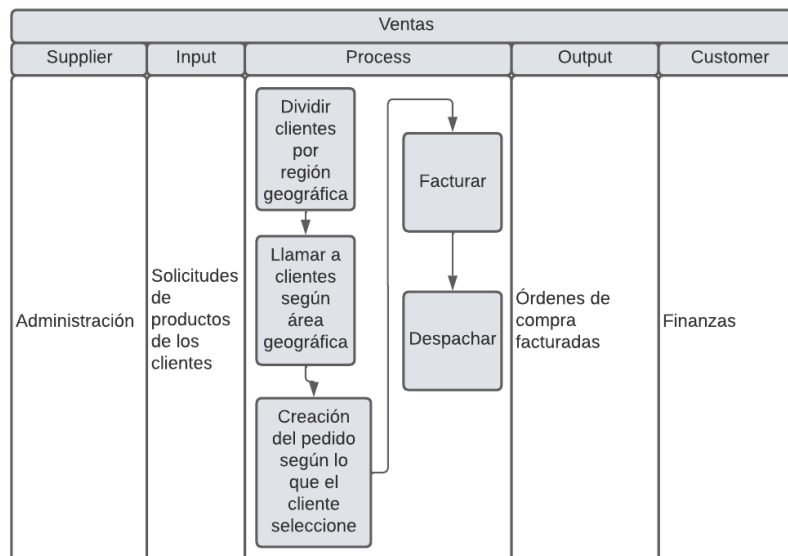 Ventas
Supplier
Input
Process
Output
Customer
Administración
Solicitudes
de
productos
de los
clientes
Dividir
clientes
por
región
geográfica
Llamar a
clientes
según
área
geográfica
Creación
del pedido
según lo
que el
cliente
seleccione
Facturar
Despachar
Órdenes de
compra
facturadas
Finanzas